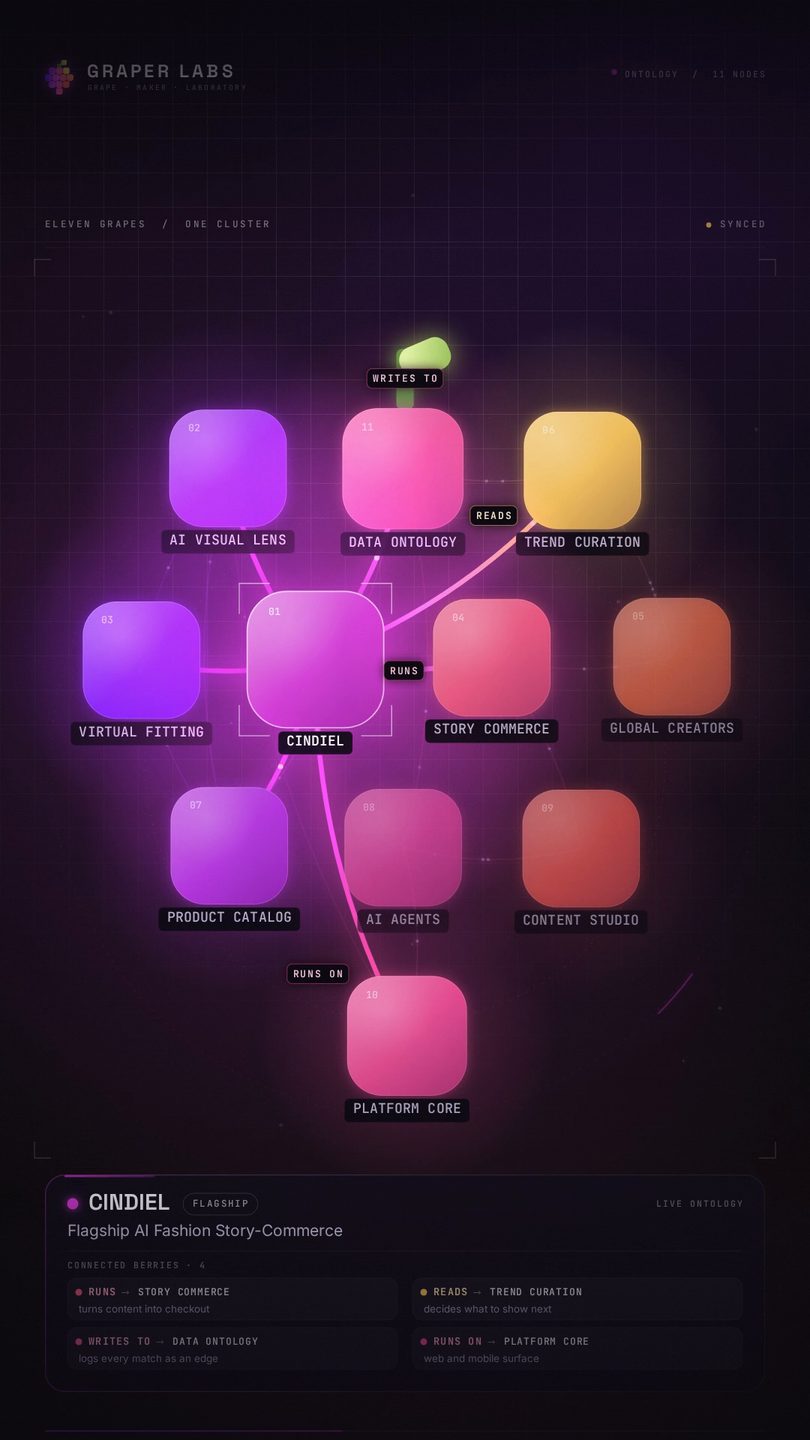 GRAPER LABS
GRAPE · MAKER · LABORATORY
ONTOLOGY / 11 NODES
ELEVEN GRAPES / ONE CLUSTER
SYNCED
WRITES TO
02
11
06
READS
AI VISUAL LENS
DATA ONTOLOGY
TREND CURATION
03
01
04
05
RUNS
VIRTUAL FITTING
CINDIEL
STORY COMMERCE
GLOBAL CREATORS
07
08
09
PRODUCT CATALOG
AI AGENTS
CONTENT STUDIO
RUNS ON
10
PLATFORM CORE
CINDIEL
FLAGSHIP
LIVE ONTOLOGY
Flagship AI Fashion Story-Commerce
CONNECTED BERRIES · 4
RUNS → STORY COMMERCE
turns content into checkout
READS → TREND CURATION
decides what to show next
WRITES TO → DATA ONTOLOGY
logs every match as an edge
RUNS ON → PLATFORM CORE
web and mobile surface